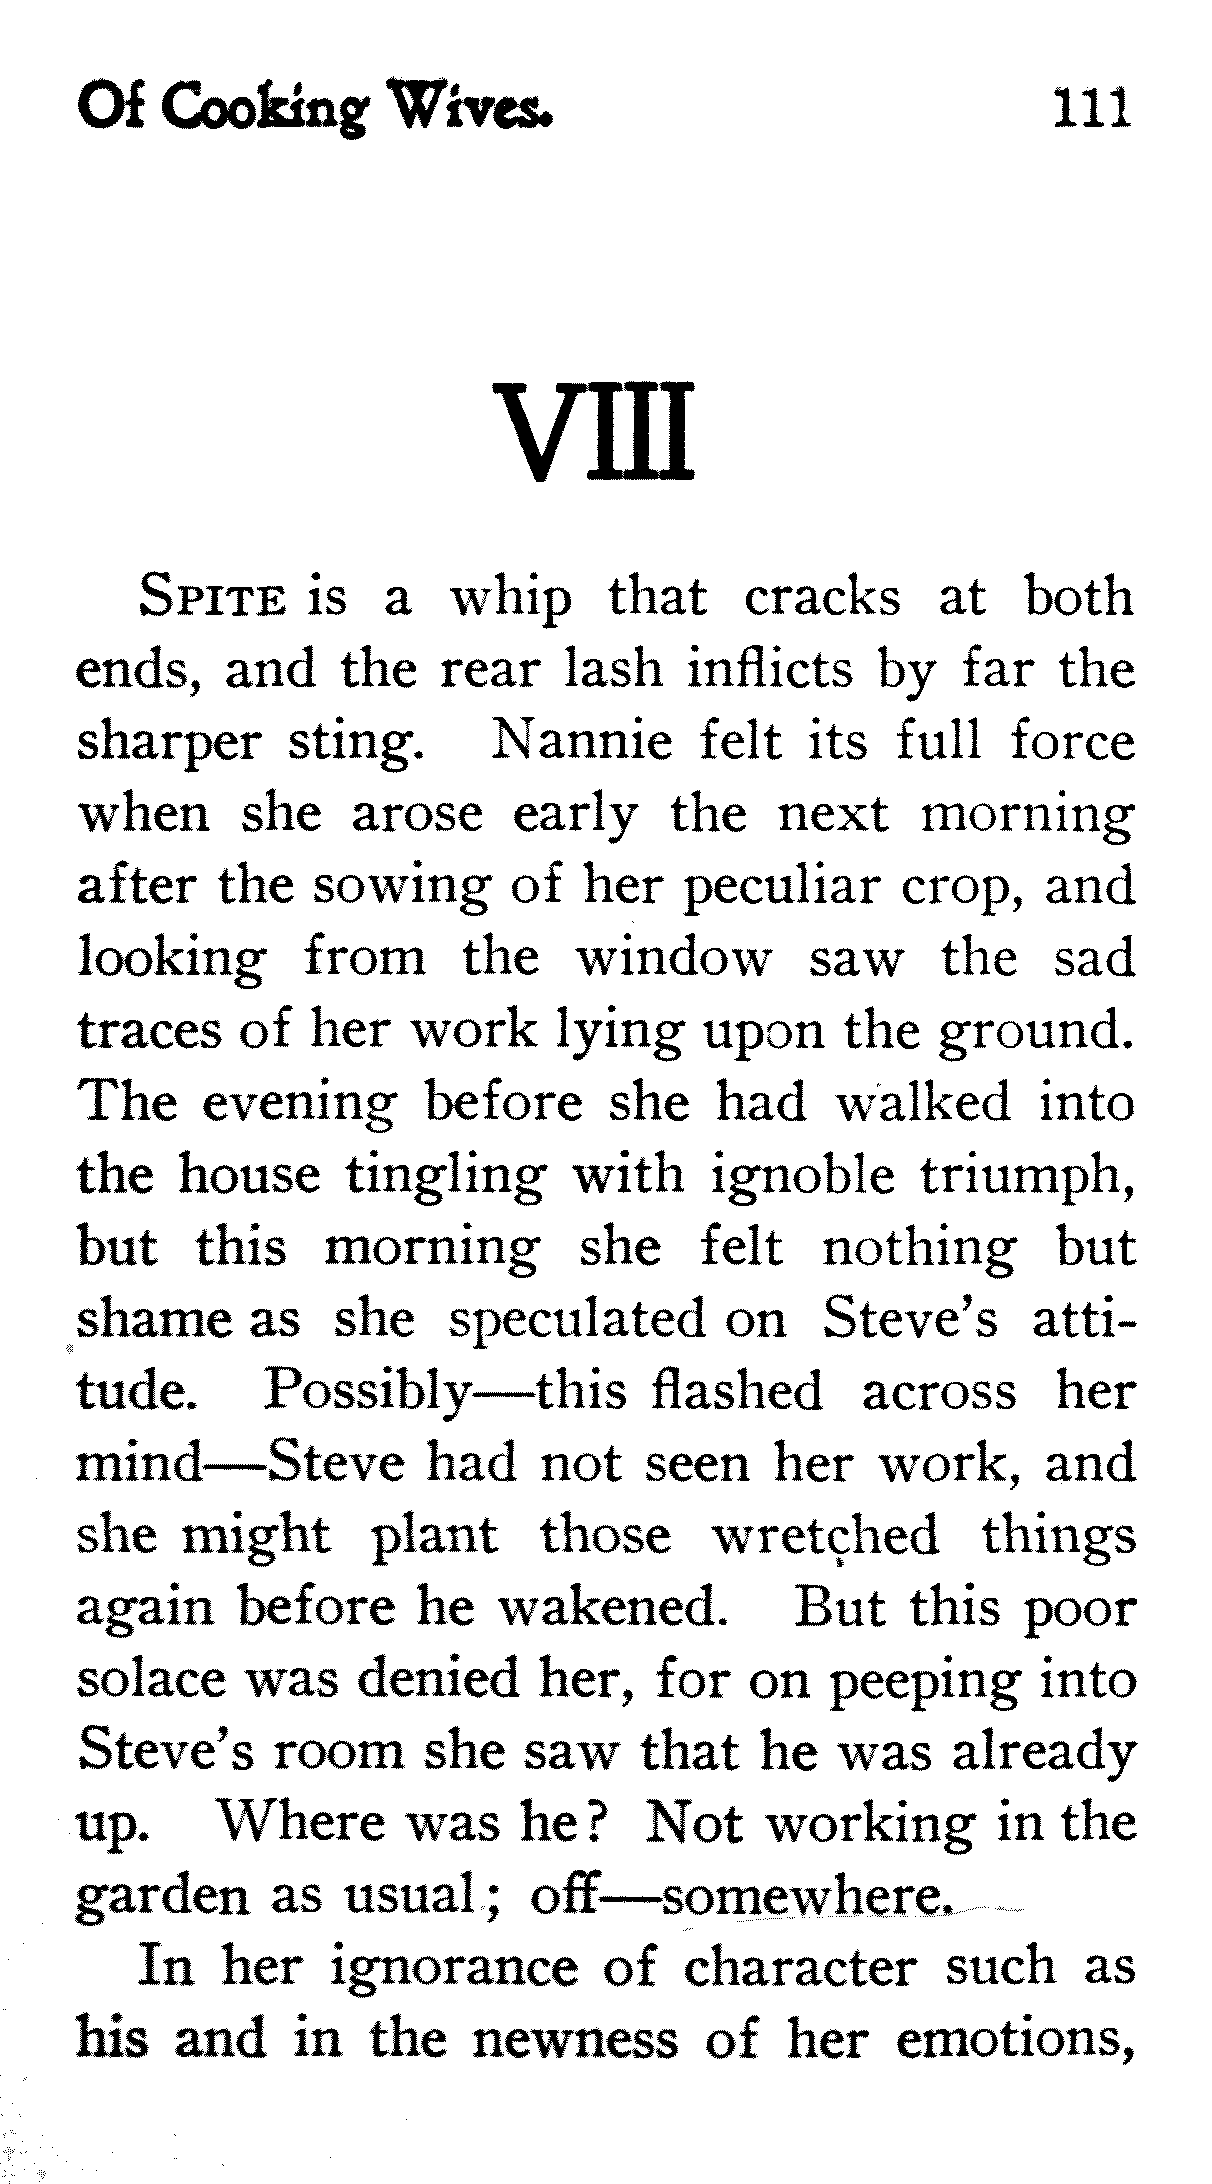 Of Cooking Wives. 111
VIII
SPITE is a whip that cracks at both
ends, and the rear lash inflicts by far the
sharper sting. Nannie felt its full force
when she arose early the next morning
after the sowing of her peculiar crop, and
looking from the window saw the sad
traces of her work lying upon the ground.
The evening before she had walked into
the house tingling with ignoble triumph,
but this morning she felt nothing but
shame as she speculated on Steve's atti-
tude. Possibly—this flashed across her
mind—Steve had not seen her work, and
she might plant those wretched things
again before he wakened. But this poor
solace was denied her, for on peeping into
Steve's room she saw that he was already
up. Where was he? Not working in the
garden as usual; off—somewhere.
In her ignorance of character such as
his and in the newness of her emotions,